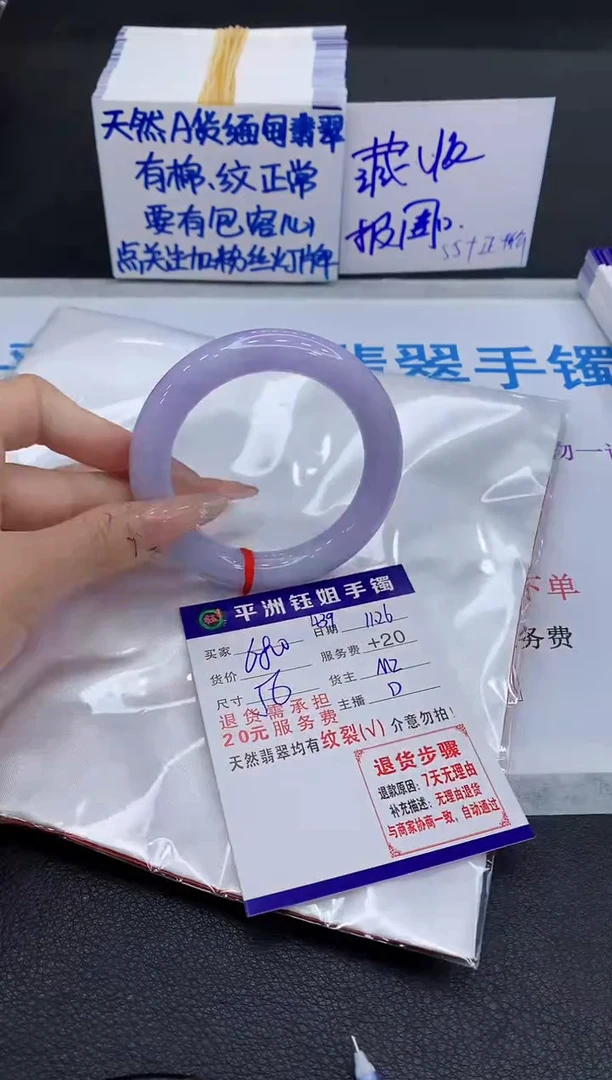 天然A货缅甸翡翠
有棉、纹正常
要有包容心
点关注加粉丝灯牌
报圈口
翡翠手镯
下单
务费
平洲钰姐手镯
买家 6800 439 日期 1126
货价 服务费 +20
尺寸 56 货主 M2
退货需承担 主播 D
20元服务费
天然翡翠均有纹裂(√) 介意勿拍!
退货步骤
退款原因:7天无理由
补充描述:无理由退货
与商家协商一致,自动通过